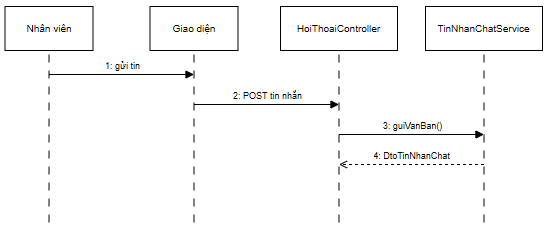 Nhân viên
Giao diện
HoiThoaiController
TinNhanChatService
1: gửi tin
2: POST tin nhắn
3: guiVanBan()
4: DtoTinNhanChat